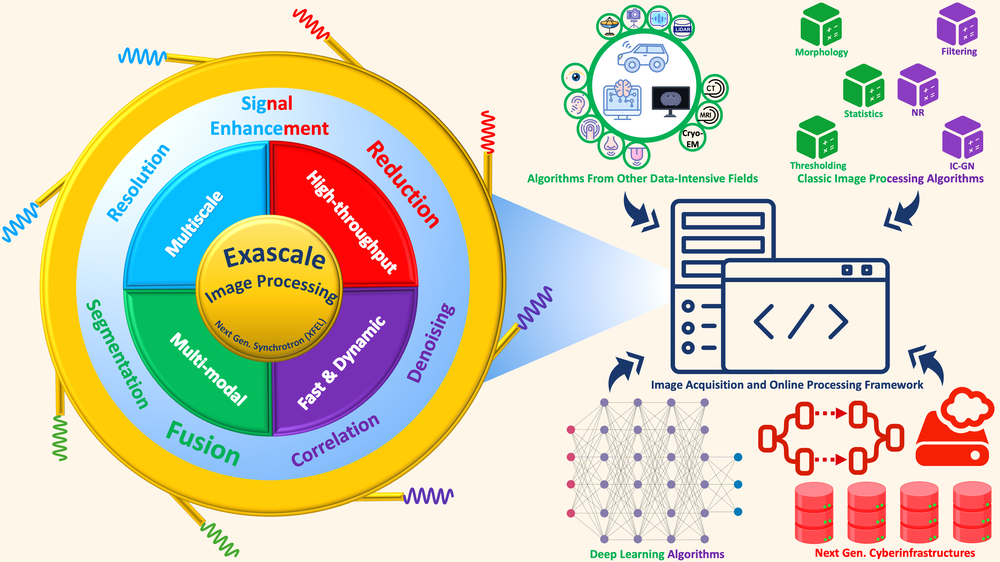 Signal
Enhancement
Resolution
Reduction
Multiscale
High-throughput
Exascale
Image Processing
Next Gen. Synchrotron (XFEL)
Multi-modal
Fast & Dynamic
Segmentation
Denoising
Fusion
Correlation
LIDAR
CT
MRI
Cryo-
EM
Algorithms From Other Data-Intensive Fields
Morphology
Filtering
Statistics
NR
Thresholding
IC-GN
Classic Image Processing Algorithms
</>
Image Acquisition and Online Processing Framework
Deep Learning Algorithms
Next Gen. Cyberinfrastructures